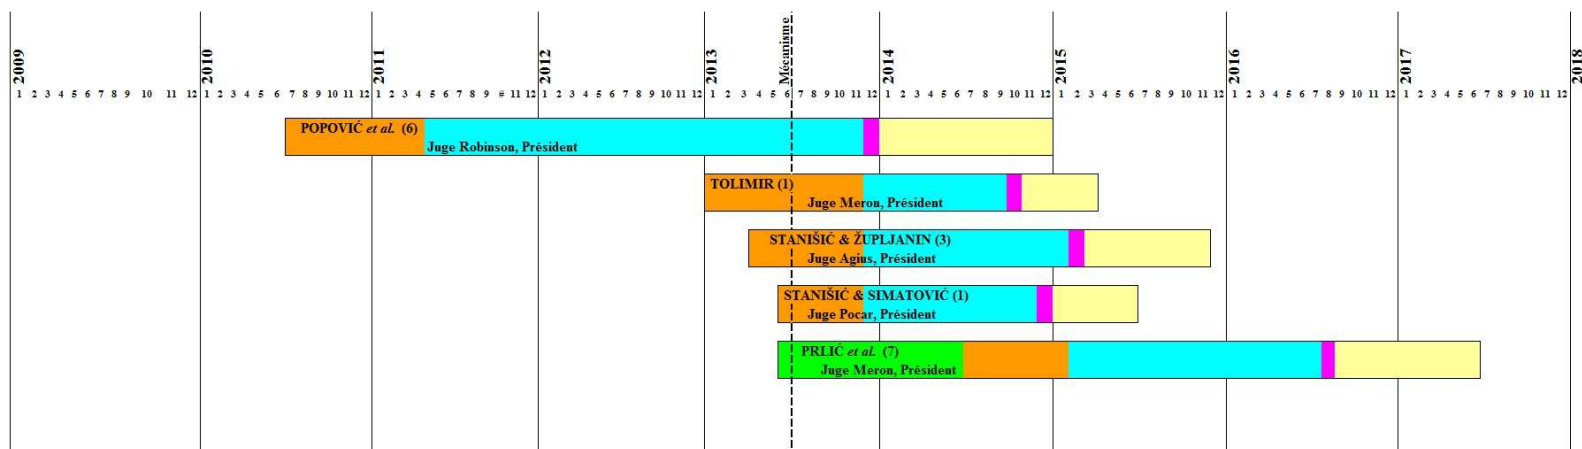 2009 2010 2011 2012 2013 Mécanisme 2014 2015 2016 2017 2018
1 2 3 4 5 6 7 8 9 10 11 12 1 2 3 4 5 6 7 8 9 10 11 12 1 2 3 4 5 6 7 8 9 10 11 12 1 2 3 4 5 6 7 8 9 # 11 12 1 2 3 4 5 6 7 8 9 10 11 12 1 2 3 4 5 6 7 8 9 10 11 12 1 2 3 4 5 6 7 8 9 10 11 12 1 2 3 4 5 6 7 8 9 10 11 12 1 2 3 4 5 6 7 8 9 10 11 12
POPOVIĆ et al. (6)
Juge Robinson, Président
TOLIMIR (1)
Juge Meron, Président
STANIŠIĆ & ŽUPLJANIN (3)
Juge Agius, Président
STANIŠIĆ & SIMATOVIĆ (1)
Juge Pocar, Président
PRLIĆ et al. (7)
Juge Meron, Président